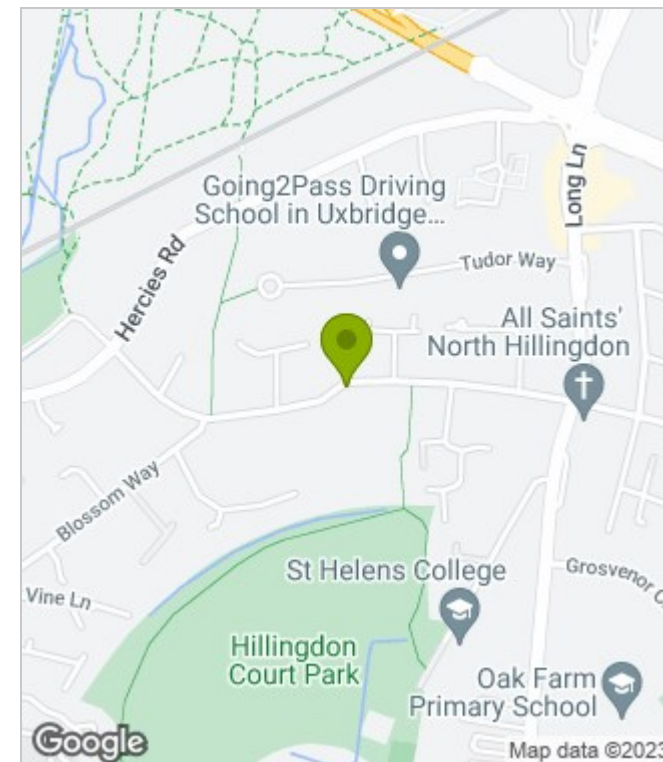 Long Ln
Going2Pass Driving
School in Uxbridge...
Hercies Rd
Tudor Way
All Saints'
North Hillingdon
Blossom Way
St Helens College
Grosvenor C
Vine Ln
Hillingdon
Court Park
Oak Farm
Primary School
Google
Map data ©2023